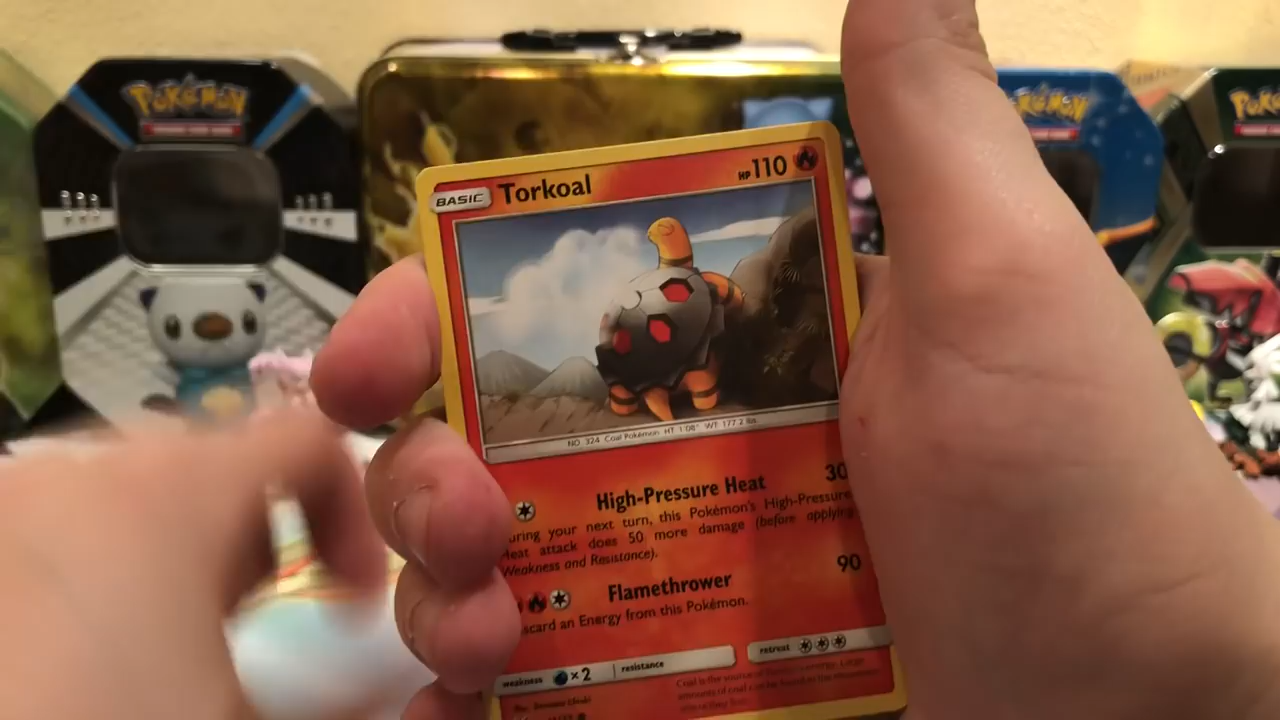 POKÉMON
POKÉMON
POKÉMON
BASIC Torkoal HP 110
NO. 324 Coal Pokémon HT 1'08" WT 177.2 lbs.
High-Pressure Heat 30
uring your next turn, this Pokémon's High-Pressure
eat attack does 50 more damage (before applying
Weakness and Resistance).
Flamethrower 90
scard an Energy from this Pokémon.
weakness ×2 resistance retreat